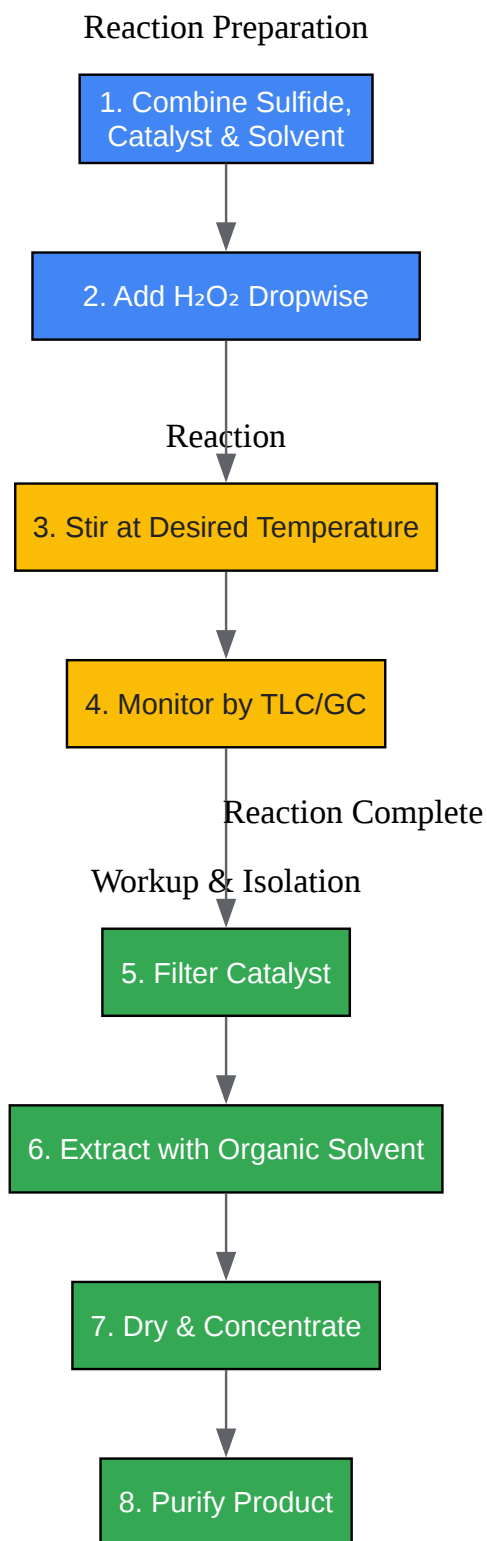 Reaction Preparation
1. Combine Sulfide,
Catalyst & Solvent
2. Add H₂O₂ Dropwise
Reaction
3. Stir at Desired Temperature
4. Monitor by TLC/GC
Reaction Complete
Workup & Isolation
5. Filter Catalyst
6. Extract with Organic Solvent
7. Dry & Concentrate
8. Purify Product